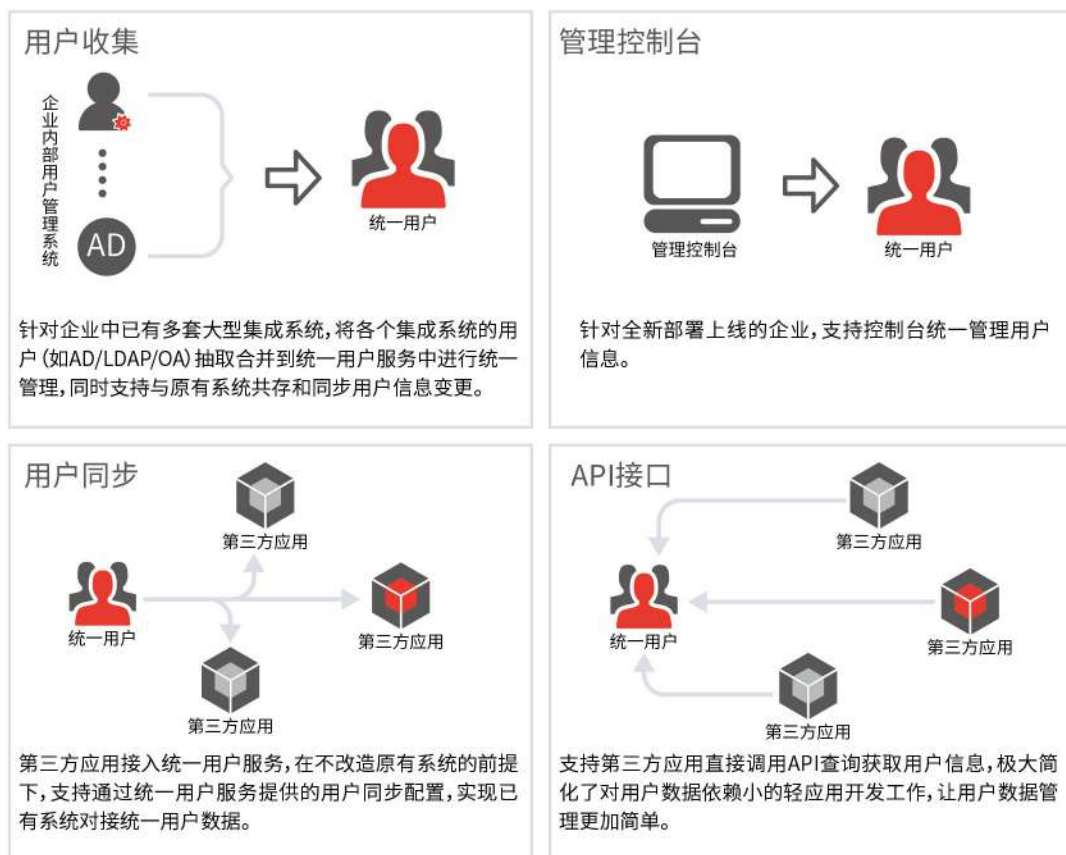 用户收集
企业内部用户管理系统
AD
统一用户
针对企业中已有多套大型集成系统，将各个集成系统的用
户（如AD/LDAP/OA）抽取合并到统一用户服务中进行统一
管理，同时支持与原有系统共存和同步用户信息变更。
管理控制台
管理控制台
统一用户
针对全新部署上线的企业，支持控制台统一管理用户
信息。
用户同步
第三方应用
统一用户
第三方应用
第三方应用
第三方应用接入统一用户服务，在不改造原有系统的前提
下，支持通过统一用户服务提供的用户同步配置，实现已
有系统对接统一用户数据。
API接口
第三方应用
统一用户
第三方应用
第三方应用
支持第三方应用直接调用API查询获取用户信息，极大简
化了对用户数据依赖小的轻应用开发工作，让用户数据管
理更加简单。